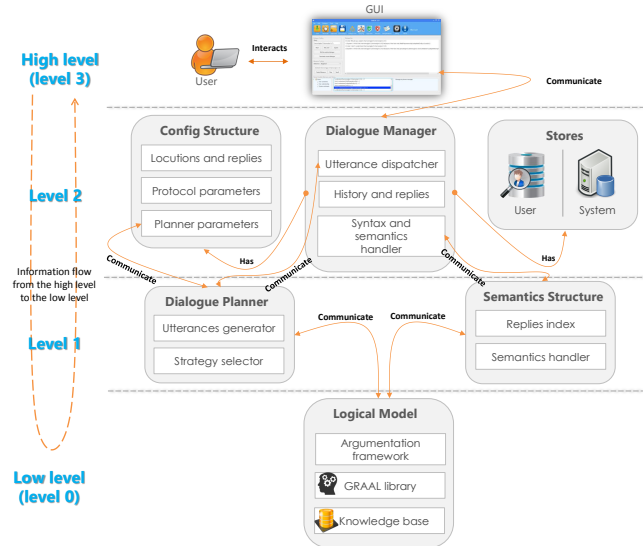 GUI
High level
(level 3)
Interacts
User
Communicate
Config Structure
Locutions and replies
Protocol parameters
Planner parameters
Dialogue Manager
Utterance dispatcher
History and replies
Syntax and
semantics
handler
Stores
User
System
Level 2
Information flow
from the high level
to the low level
Communicate
Has
Communicate
Communicate
Has
Dialogue Planner
Utterances generator
Strategy selector
Communicate
Communicate
Semantics Structure
Replies index
Semantics handler
Level 1
Logical Model
Argumentation
framework
GRAAL library
Knowledge base
Low level
(level 0)